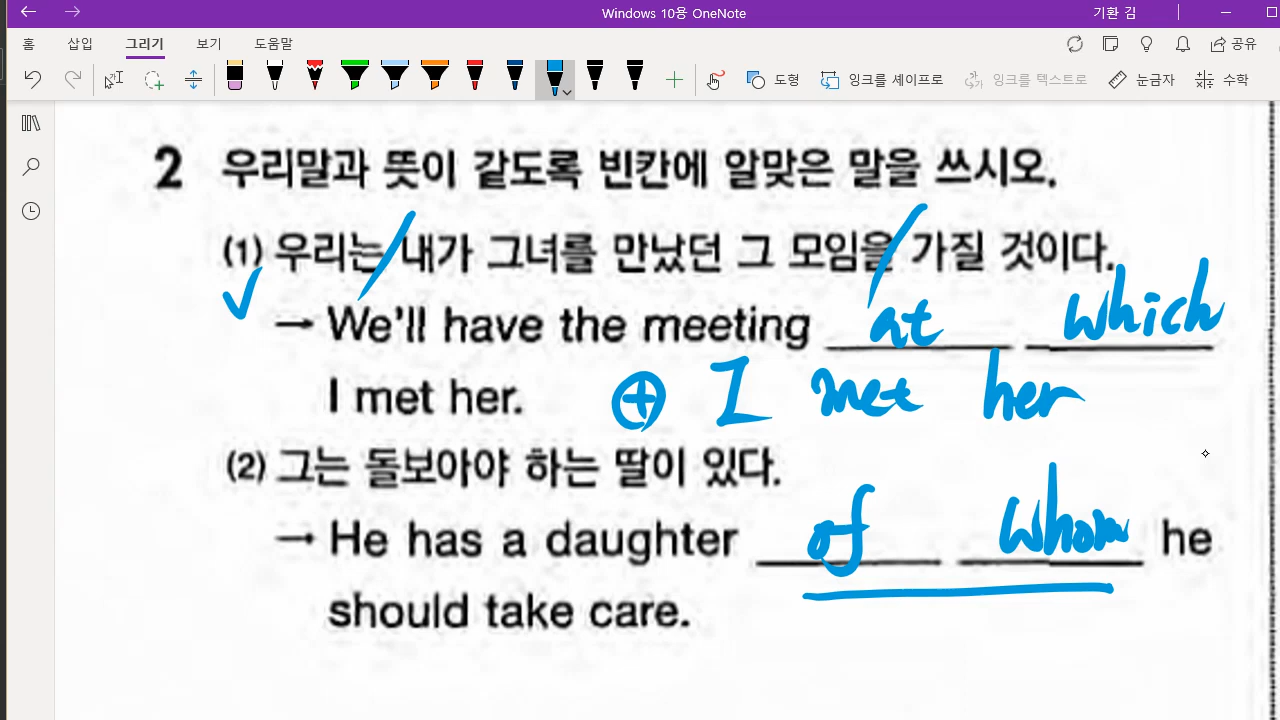 Windows 10용 OneNote
기환 김
홈 삽입 그리기 보기 도움말
공유
도형 잉크를 셰이프로 잉크를 텍스트로 눈금자 수학
2 우리말과 뜻이 같도록 빈칸에 알맞은 말을 쓰시오.
(1) 우리는 내가 그녀를 만났던 그 모임을 가질 것이다.
→ We'll have the meeting at which
I met her. ⊕ I met her
(2) 그는 돌보아야 하는 딸이 있다.
→ He has a daughter of whom he
should take care.